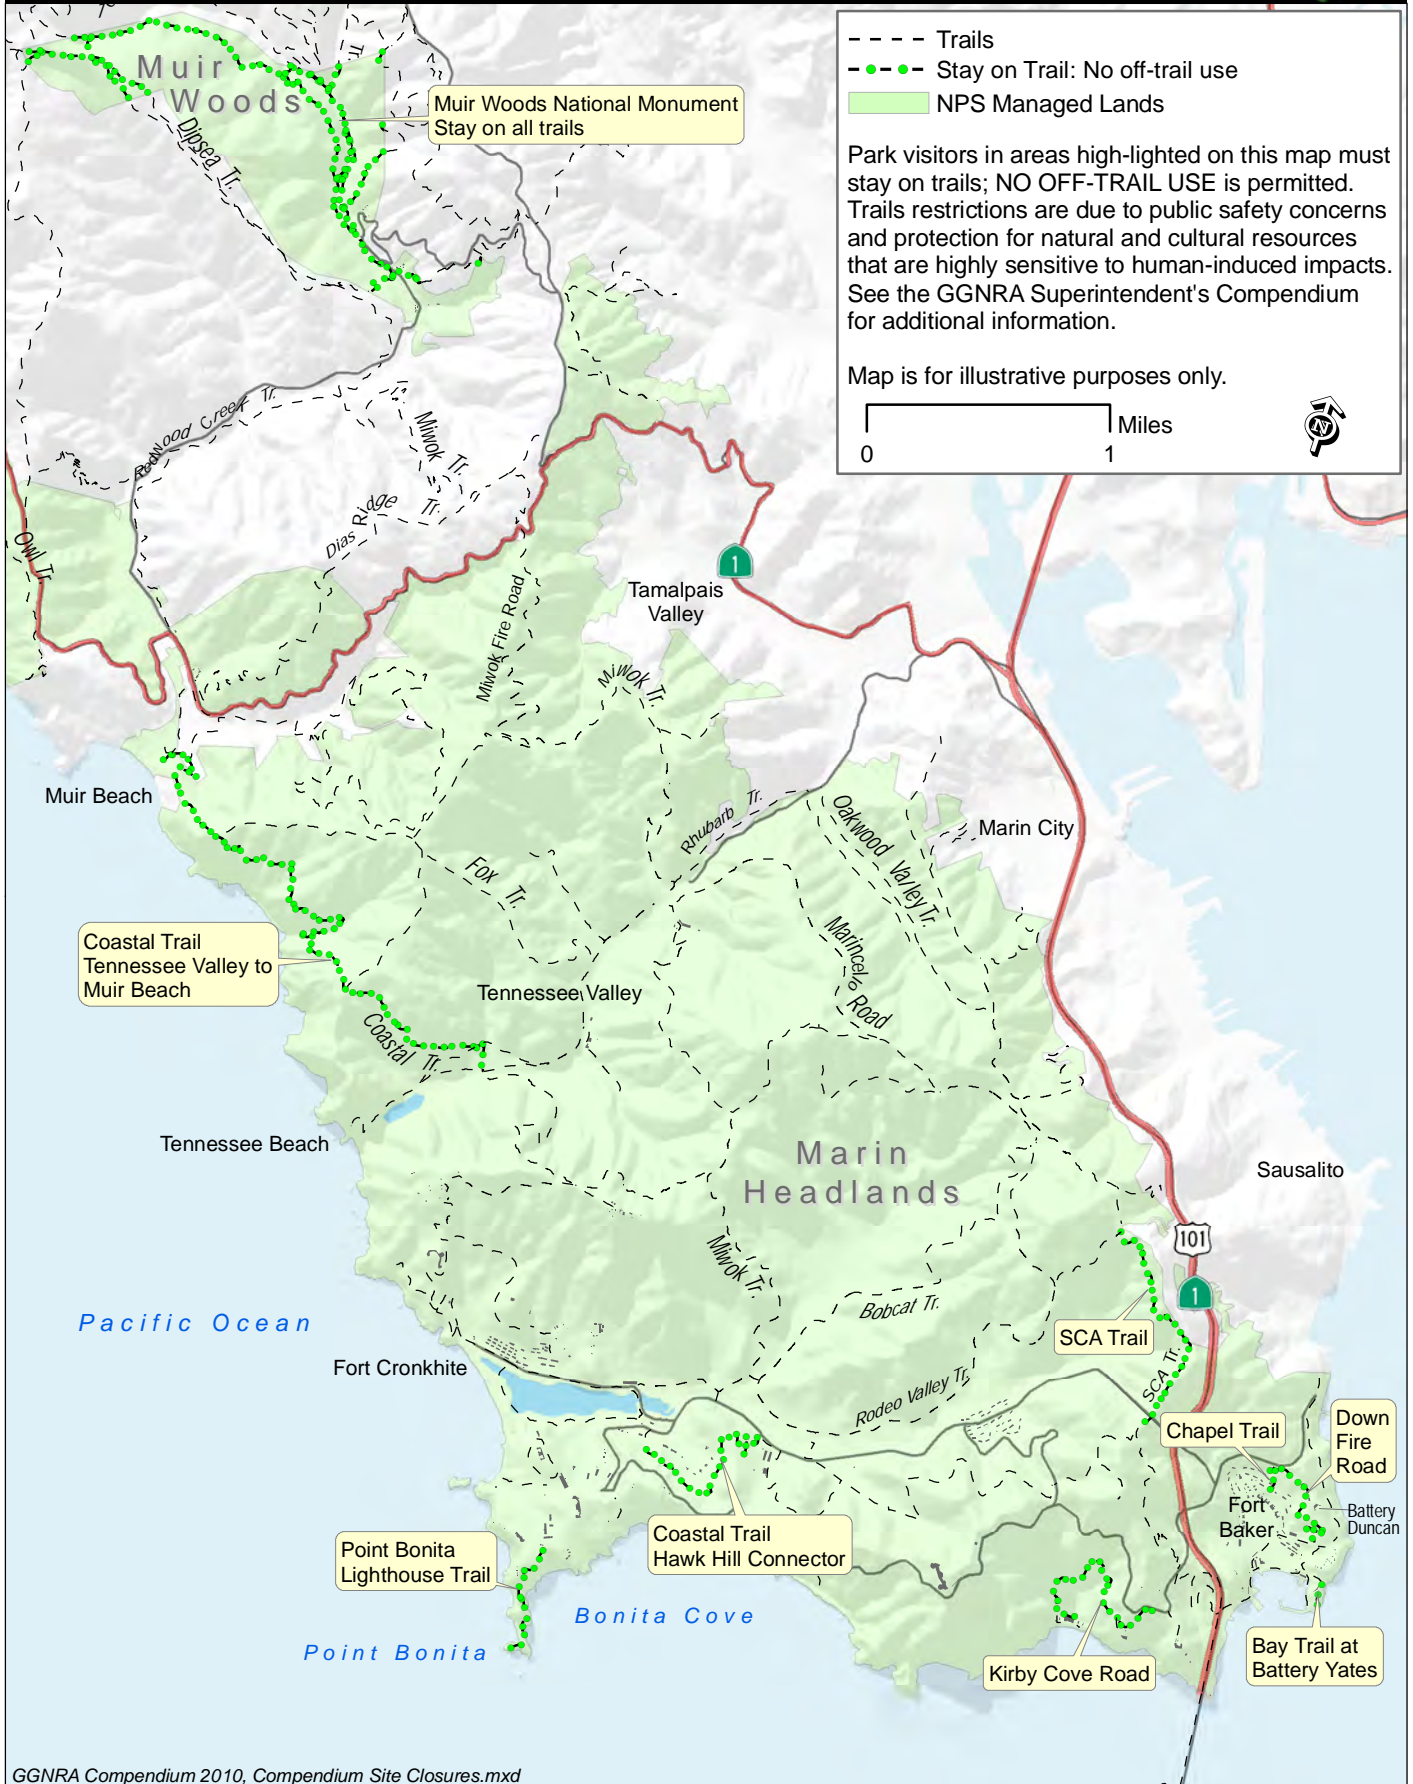 Trails
Stay on Trail: No off-trail use
NPS Managed Lands
Park visitors in areas high-lighted on this map must
stay on trails; NO OFF-TRAIL USE is permitted.
Trails restrictions are due to public safety concerns
and protection for natural and cultural resources
that are highly sensitive to human-induced impacts.
See the GGNRA Superintendent's Compendium
for additional information.
Map is for illustrative purposes only.
Miles
0 1
N
Muir
Woods
Muir Woods National Monument
Stay on all trails
Tr.
Dipsea Tr.
Redwood Creek Tr.
Miwok Tr.
Dias Ridge Tr.
Owl Tr.
1
Tamalpais
Valley
Miwok Fire Road
Miwok Tr.
Muir Beach
Rhubarb Tr.
Oakwood Valley Tr.
Marin City
Fox Tr.
Coastal Trail
Tennessee Valley to
Muir Beach
Marincello Road
Tennessee Valley
Coastal Tr.
Tennessee Beach
Marin
Headlands
Sausalito
101
Miwok Tr.
1
Bobcat Tr.
Pacific Ocean
SCA Trail
Fort Cronkhite
SCA Tr.
Rodeo Valley Tr.
Chapel Trail
Down
Fire
Road
Fort
Baker
Battery
Duncan
Coastal Trail
Hawk Hill Connector
Point Bonita
Lighthouse Trail
Bonita Cove
Point Bonita
Kirby Cove Road
Bay Trail at
Battery Yates
GGNRA Compendium 2010, Compendium Site Closures.mxd